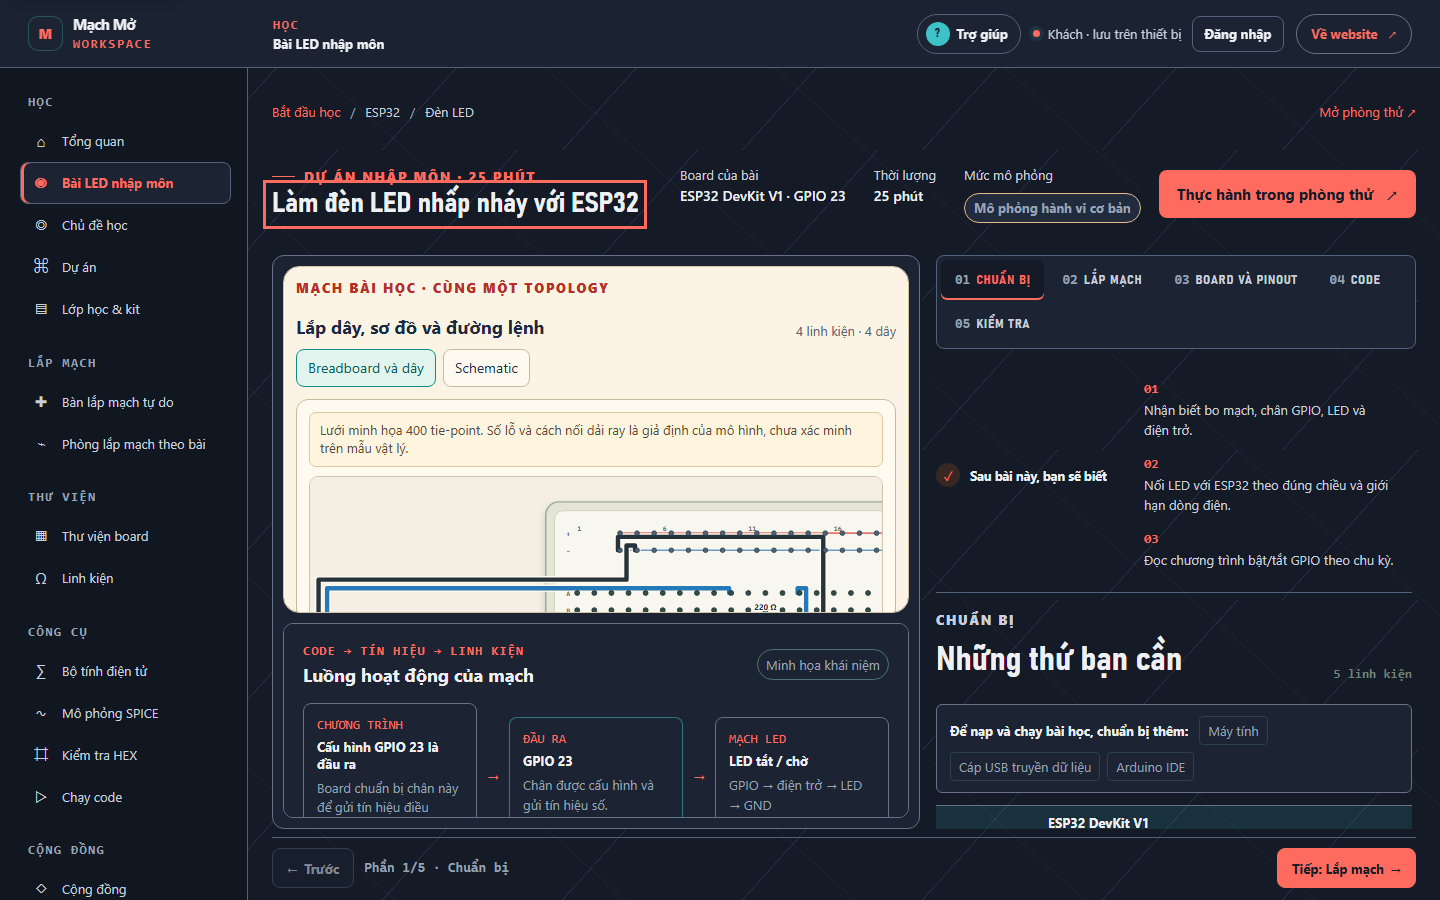 M
Mạch Mở
WORKSPACE
HỌC
Bài LED nhập môn
? Trợ giúp
Khách · lưu trên thiết bị
Đăng nhập
Về website ↗
HỌC
Tổng quan
Bài LED nhập môn
Chủ đề học
Dự án
Lớp học & kit
LẮP MẠCH
Bàn lắp mạch tự do
Phòng lắp mạch theo bài
THƯ VIỆN
Thư viện board
Linh kiện
CÔNG CỤ
Bộ tính điện tử
Mô phỏng SPICE
Kiểm tra HEX
Chạy code
CỘNG ĐỒNG
Cộng đồng
Bắt đầu học / ESP32 / Đèn LED
Mở phòng thử ↗
DỰ ÁN NHẬP MÔN · 25 PHÚT
Làm đèn LED nhấp nháy với ESP32
Board của bài
ESP32 DevKit V1 · GPIO 23
Thời lượng
25 phút
Mức mô phỏng
Mô phỏng hành vi cơ bản
Thực hành trong phòng thử ↗
MẠCH BÀI HỌC · CÙNG MỘT TOPOLOGY
Lắp dây, sơ đồ và đường lệnh
4 linh kiện · 4 dây
Breadboard và dây
Schematic
Lưới minh họa 400 tie-point. Số lỗ và cách nối dải ray là giả định của mô hình, chưa xác minh
trên mẫu vật lý.
1 6 11 16
+
−
A
B
220 Ω
CODE → TÍN HIỆU → LINH KIỆN
Luồng hoạt động của mạch
Minh họa khái niệm
CHƯƠNG TRÌNH
Cấu hình GPIO 23 là
đầu ra
Board chuẩn bị chân này
để gửi tín hiệu điều
→
ĐẦU RA
GPIO 23
Chân được cấu hình và
gửi tín hiệu số.
→
MẠCH LED
LED tắt / chờ
GPIO → điện trở → LED
→ GND
01 CHUẨN BỊ
02 LẮP MẠCH
03 BOARD VÀ PINOUT
04 CODE
05 KIỂM TRA
✓ Sau bài này, bạn sẽ biết
01
Nhận biết bo mạch, chân GPIO, LED và
điện trở.
02
Nối LED với ESP32 theo đúng chiều và giới
hạn dòng điện.
03
Đọc chương trình bật/tắt GPIO theo chu kỳ.
CHUẨN BỊ
Những thứ bạn cần
5 linh kiện
Để nạp và chạy bài học, chuẩn bị thêm:
Máy tính
Cáp USB truyền dữ liệu
Arduino IDE
ESP32 DevKit V1
← Trước
Phần 1/5 · Chuẩn bị
Tiếp: Lắp mạch →